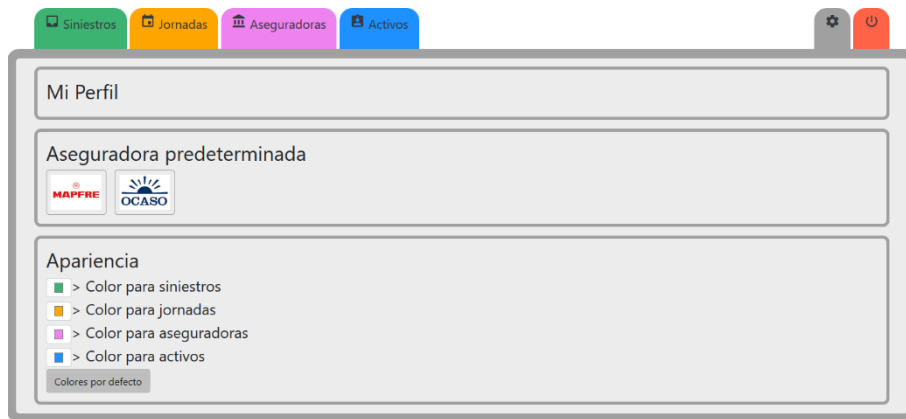 Siniestros
Jornadas
Aseguradoras
Activos
Mi Perfil
Aseguradora predeterminada
MAPFRE
OCASO
Apariencia
> Color para siniestros
> Color para jornadas
> Color para aseguradoras
> Color para activos
Colores por defecto